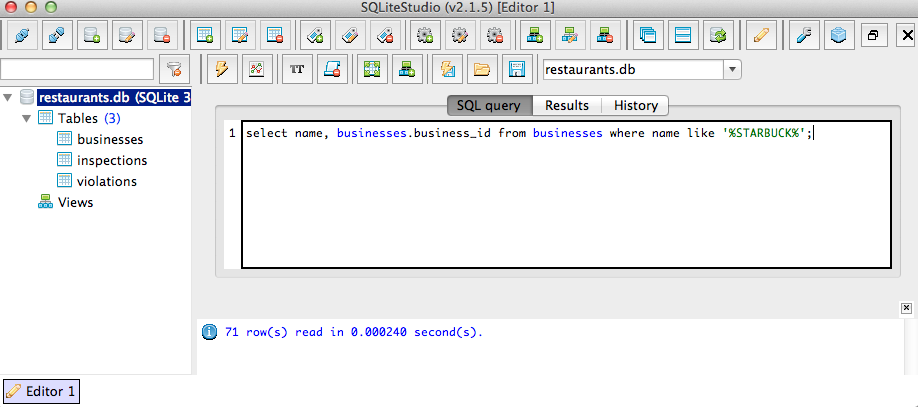 SQLiteStudio (v2.1.5) [Editor 1]
TT
restaurants.db
restaurants.db (SQLite 3
Tables (3)
businesses
inspections
violations
Views
SQL query
Results
History
1
select name, businesses.business_id from businesses where name like '%STARBUCK%';
71 row(s) read in 0.000240 second(s).
Editor 1